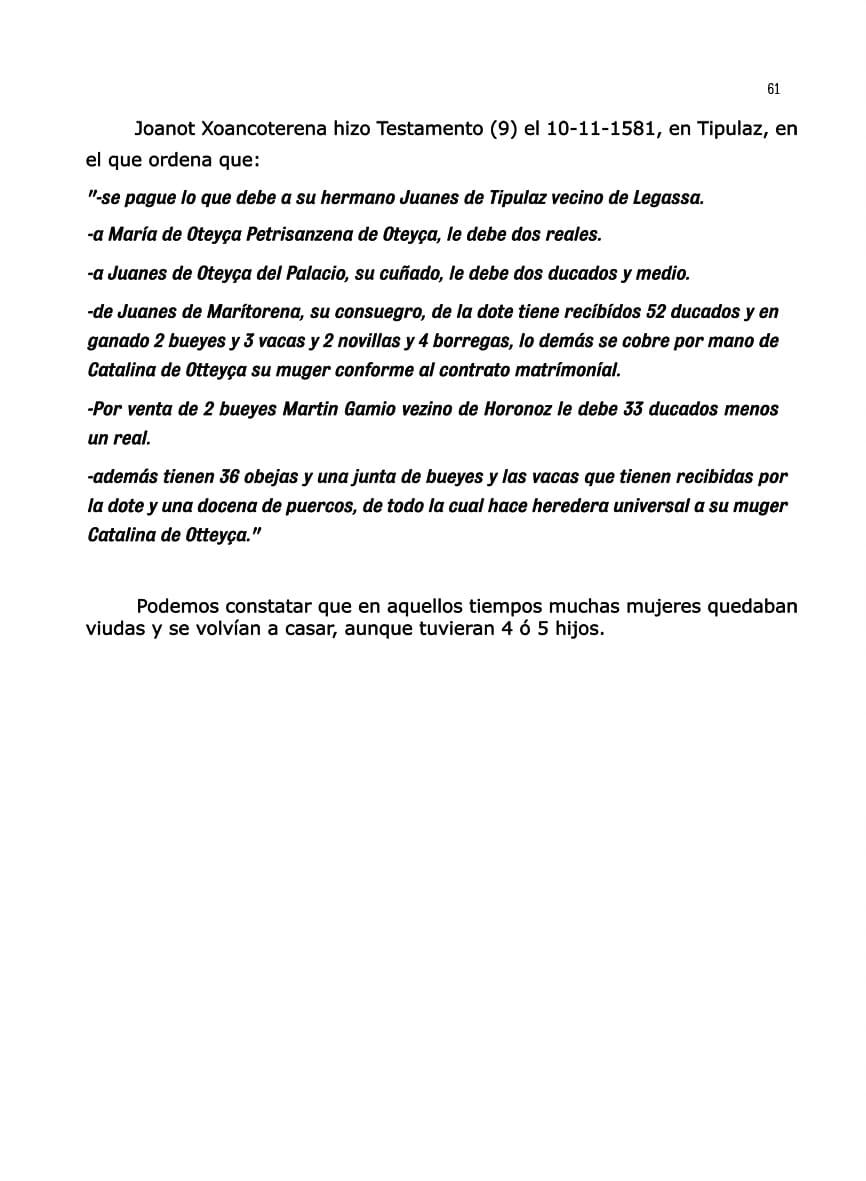 61
Joanot Xoancoterena hizo Testamento (9) el 10-11-1581, en Tipulaz, en
el que ordena que:
"-se pague lo que debe a su hermano Juanes de Tipulaz vecino de Legassa.
-a María de Oteyça Petrisanzena de Oteyça, le debe dos reales.
-a Juanes de Oteyça del Palacio, su cuñado, le debe dos ducados y medio.
-de Juanes de Marítorena, su consuegro, de la dote tiene recíbídos 52 ducados y en
ganado 2 bueyes y 3 vacas y 2 novillas y 4 borregas, lo demás se cobre por mano de
Catalina de Otteyça su muger conforme al contrato matrímoníal.
-Por venta de 2 bueyes Martin Gamio vezino de Horonoz le debe 33 ducados menos
un real.
-además tienen 36 obejas y una junta de bueyes y las vacas que tienen recibidas por
la dote y una docena de puercos, de todo la cual hace heredera universal a su muger
Catalina de Otteyça."
Podemos constatar que en aquellos tiempos muchas mujeres quedaban
viudas y se volvían a casar, aunque tuvieran 4 ó 5 hijos.